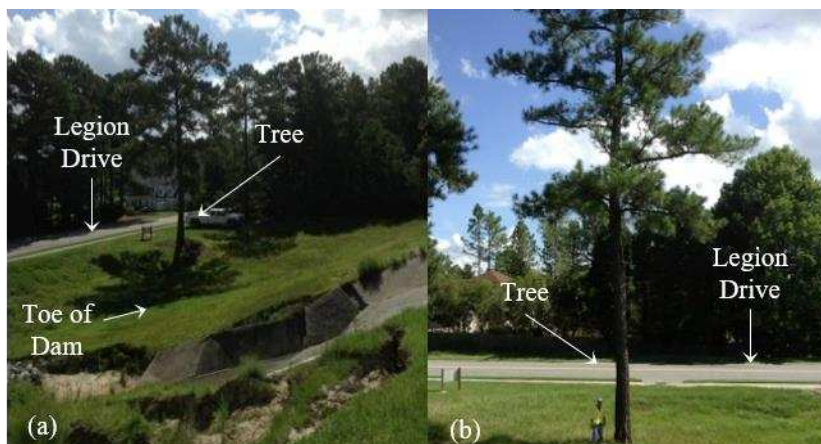 Legion
Drive
Tree
Toe of
Dam
(a)
Tree
Legion
Drive
(b)